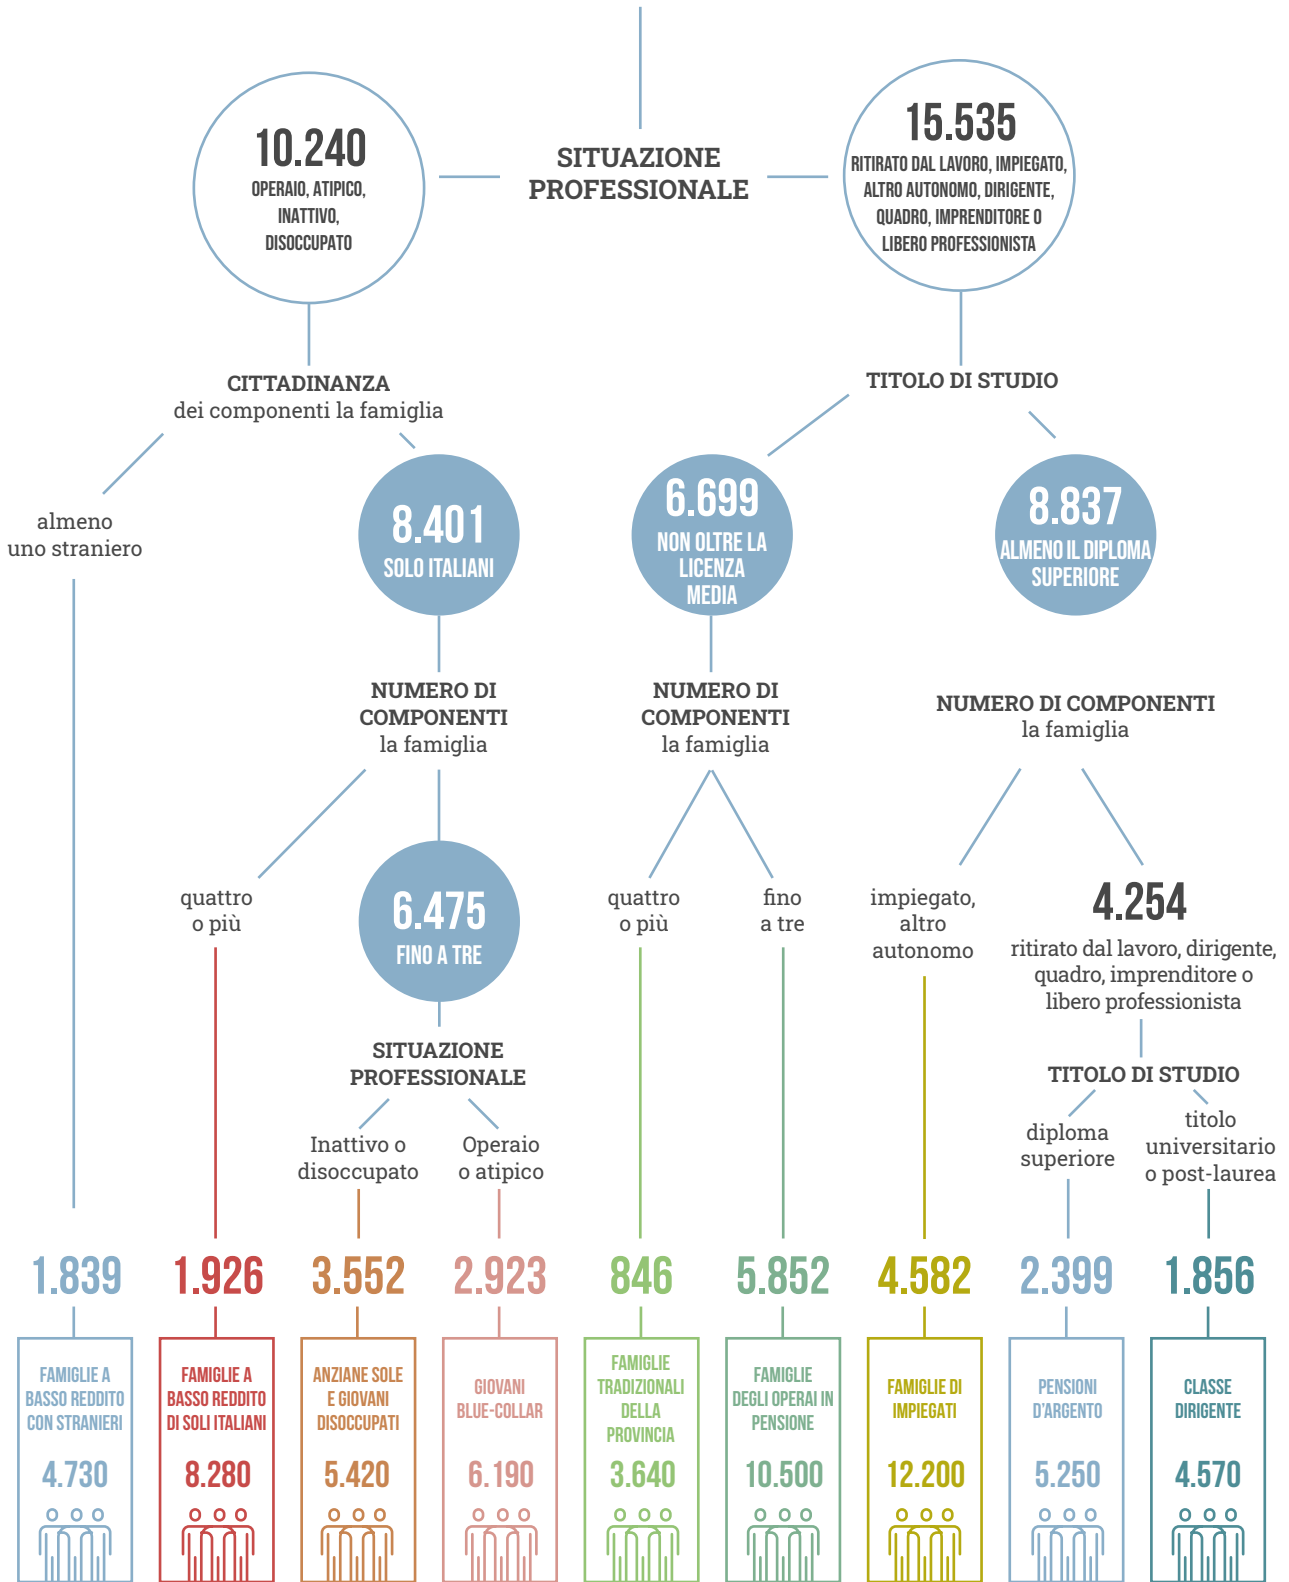 10.240
OPERAIO, ATIPICO,
INATTIVO,
DISOCCUPATO
SITUAZIONE
PROFESSIONALE
15.535
RITIRATO DAL LAVORO, IMPIEGATO,
ALTRO AUTONOMO, DIRIGENTE,
QUADRO, IMPRENDITORE O
LIBERO PROFESSIONISTA
CITTADINANZA
dei componenti la famiglia
TITOLO DI STUDIO
almeno
uno straniero
8.401
SOLO ITALIANI
6.699
NON OLTRE LA
LICENZA
MEDIA
8.837
ALMENO IL DIPLOMA
SUPERIORE
NUMERO DI
COMPONENTI
la famiglia
NUMERO DI
COMPONENTI
la famiglia
NUMERO DI COMPONENTI
la famiglia
quattro
o più
6.475
FINO A TRE
quattro
o più
fino
a tre
impiegato,
altro
autonomo
4.254
ritirato dal lavoro, dirigente,
quadro, imprenditore o
libero professionista
SITUAZIONE
PROFESSIONALE
TITOLO DI STUDIO
Inattivo o
disoccupato
Operaio
o atipico
diploma
superiore
titolo
universitario
o post-laurea
1.839
1.926
3.552
2.923
846
5.852
4.582
2.399
1.856
FAMIGLIE A
BASSO REDDITO
CON STRANIERI
4.730
FAMIGLIE A
BASSO REDDITO
DI SOLI ITALIANI
8.280
ANZIANE SOLE
E GIOVANI
DISOCCUPATI
5.420
GIOVANI
BLUE-COLLAR
6.190
FAMIGLIE
TRADIZIONALI
DELLA
PROVINCIA
3.640
FAMIGLIE
DEGLI OPERAI IN
PENSIONE
10.500
FAMIGLIE DI
IMPIEGATI
12.200
PENSIONI
D'ARGENTO
5.250
CLASSE
DIRIGENTE
4.570